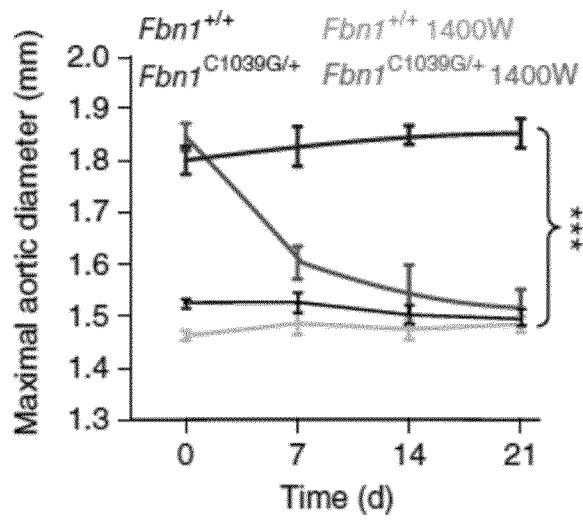 Fbn1+/+ Fbn1+/+ 1400W
Fbn1C1039G/+ Fbn1C1039G/+ 1400W
Maximal aortic diameter (mm)
2.0
1.9
1.8
1.7
1.6
1.5
1.4
1.3
0 7 14 21
Time (d)
***